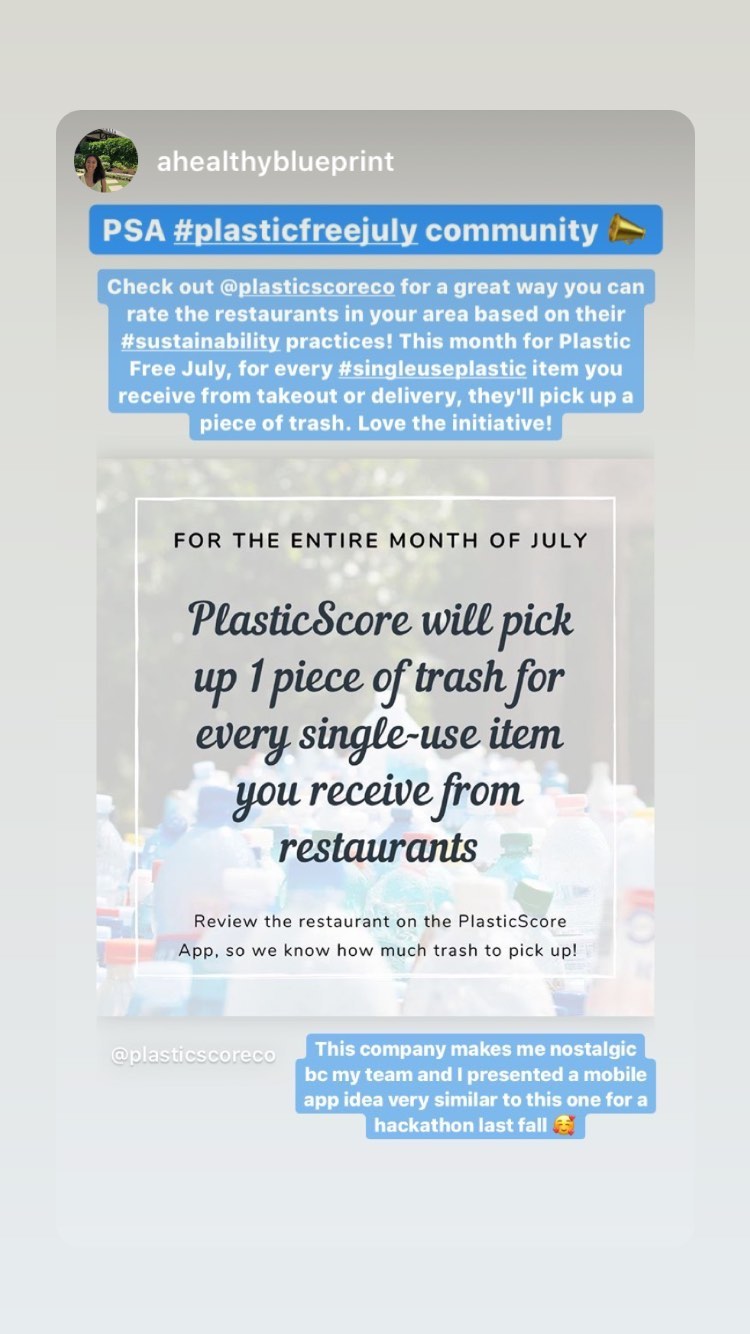 ahealthyblueprint
PSA #plasticfreejuly community
Check out @plasticscoreco for a great way you can
rate the restaurants in your area based on their
#sustainability practices! This month for Plastic
Free July, for every #singleuseplastic item you
receive from takeout or delivery, they'll pick up a
piece of trash. Love the initiative!
FOR THE ENTIRE MONTH OF JULY
PlasticScore will pick
up 1 piece of trash for
every single-use item
you receive from
restaurants
Review the restaurant on the PlasticScore
App, so we know how much trash to pick up!
@plasticscoreco
This company makes me nostalgic
bc my team and I presented a mobile
app idea very similar to this one for a
hackathon last fall 🥰